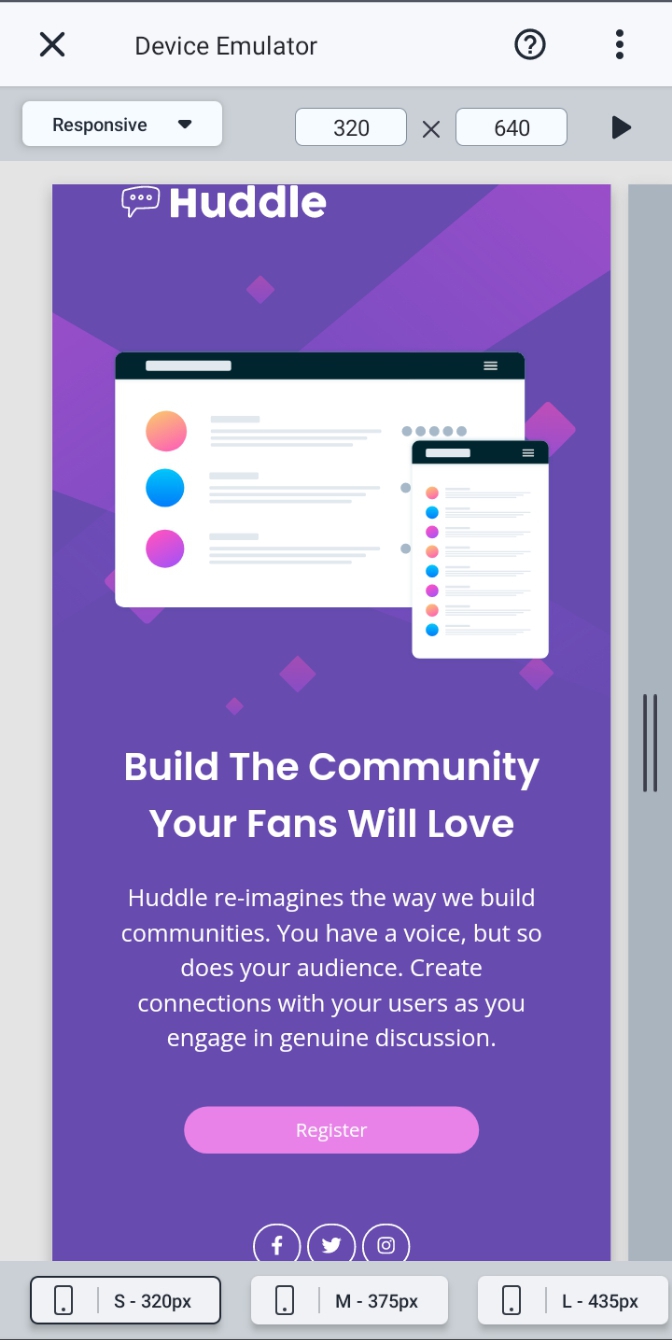 Device Emulator
Responsive
320 × 640
Huddle
Build The Community
Your Fans Will Love
Huddle re-imagines the way we build
communities. You have a voice, but so
does your audience. Create
connections with your users as you
engage in genuine discussion.
Register
S - 320px
M - 375px
L - 435px